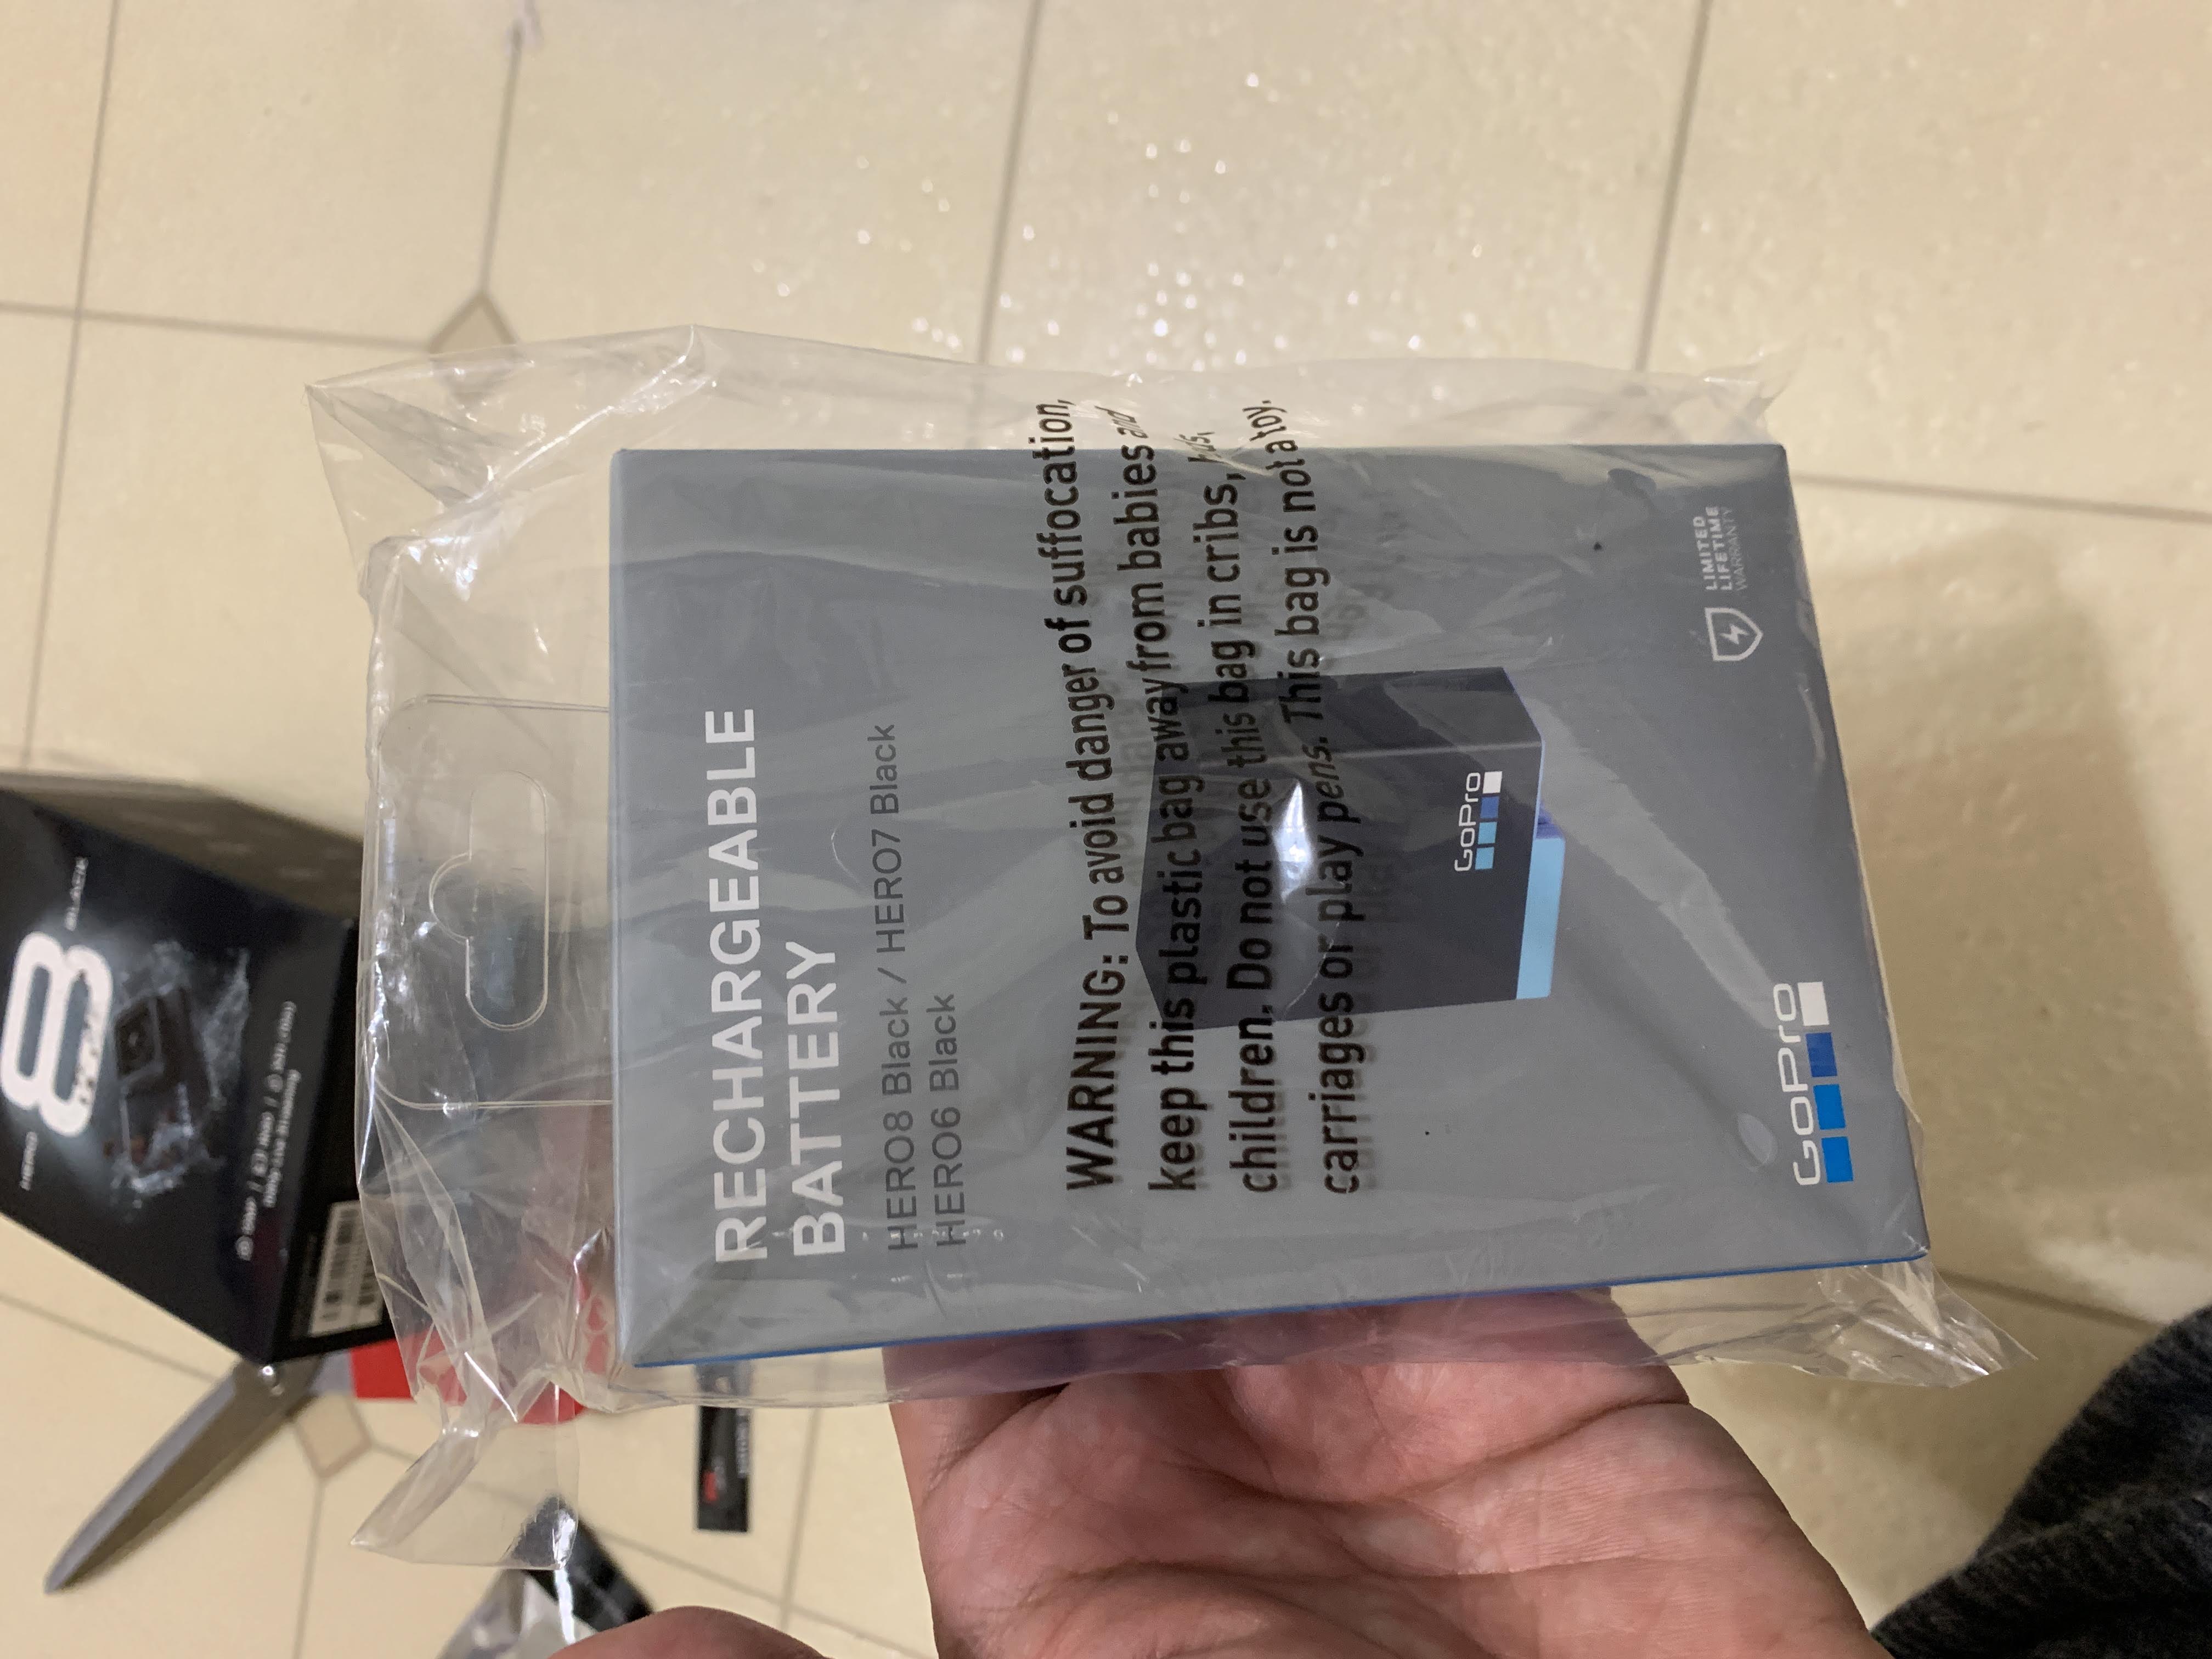 RECHARGEABLE
BATTERY
HERO8 Black / HERO7 Black
HERO6 Black
WARNING: To avoid danger of suffocation,
keep this plastic bag away from babies and
children. Do not use this bag in cribs,
carriages or play pens. This bag is not a toy.
GoPro
LIMITED
LIFETIME
WARRANTY
GoPro
HERO
8
BLACK